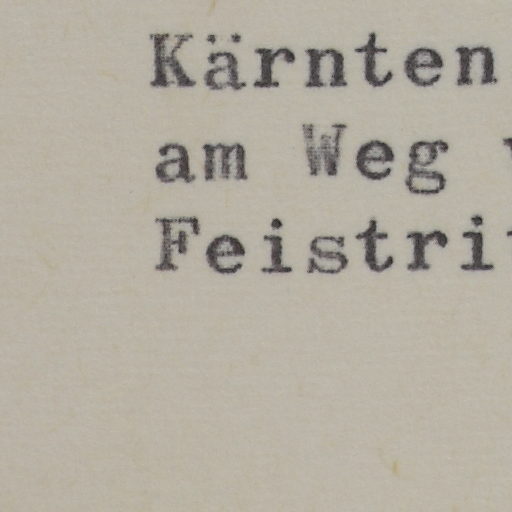 Kärnten
am Weg
Feistri